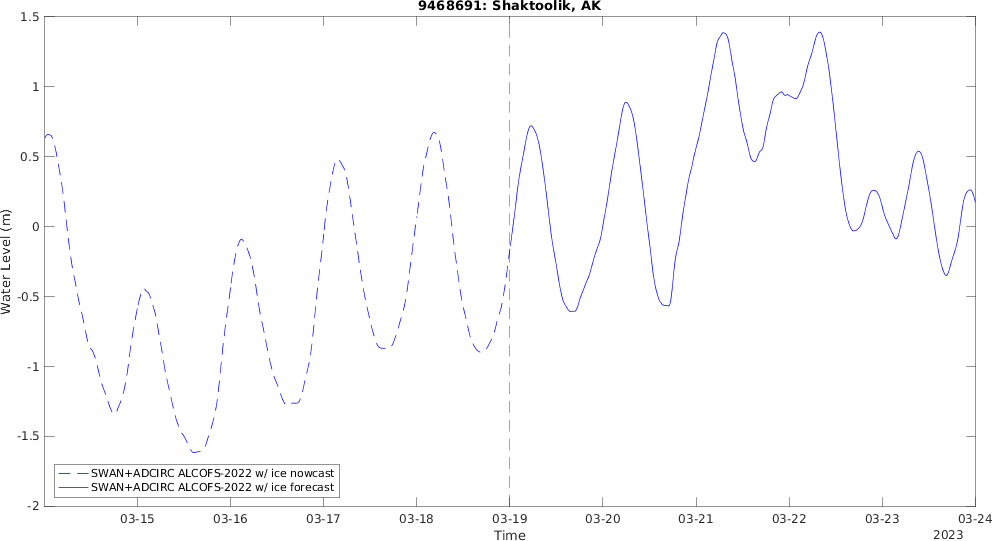 9468691: Shaktoolik, AK
1.5
1
0.5
0
-0.5
-1
-1.5
-2
Water Level (m)
SWAN+ADCIRC ALCOFS-2022 w/ ice nowcast
SWAN+ADCIRC ALCOFS-2022 w/ ice forecast
03-15 03-16 03-17 03-18 03-19 03-20 03-21 03-22 03-23 03-24
Time
2023